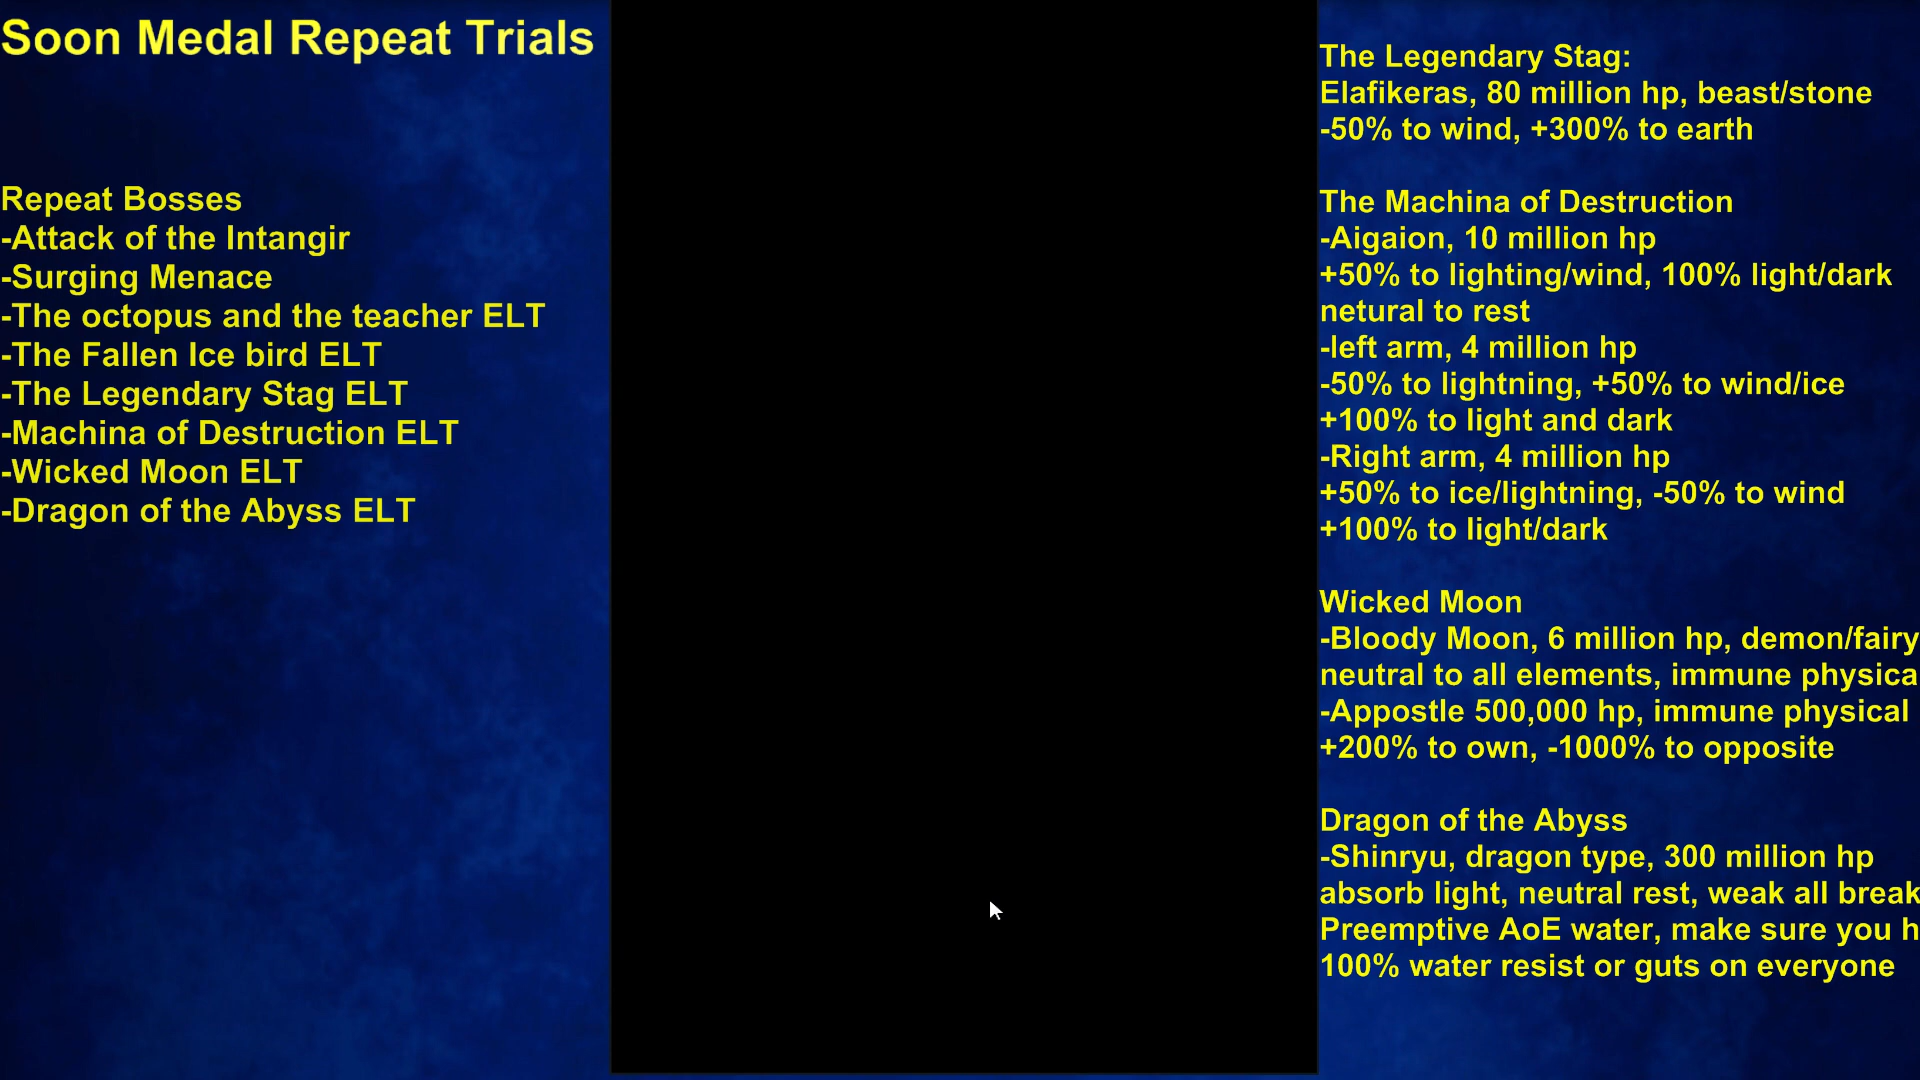 Soon Medal Repeat Trials
Repeat Bosses
-Attack of the Intangir
-Surging Menace
-The octopus and the teacher ELT
-The Fallen Ice bird ELT
-The Legendary Stag ELT
-Machina of Destruction ELT
-Wicked Moon ELT
-Dragon of the Abyss ELT
The Legendary Stag:
Elafikeras, 80 million hp, beast/stone
-50% to wind, +300% to earth
The Machina of Destruction
-Aigaion, 10 million hp
+50% to lighting/wind, 100% light/dark
netural to rest
-left arm, 4 million hp
-50% to lightning, +50% to wind/ice
+100% to light and dark
-Right arm, 4 million hp
+50% to ice/lightning, -50% to wind
+100% to light/dark
Wicked Moon
-Bloody Moon, 6 million hp, demon/fairy
neutral to all elements, immune physica
-Appostle 500,000 hp, immune physical
+200% to own, -1000% to opposite
Dragon of the Abyss
-Shinryu, dragon type, 300 million hp
absorb light, neutral rest, weak all break
Preemptive AoE water, make sure you h
100% water resist or guts on everyone